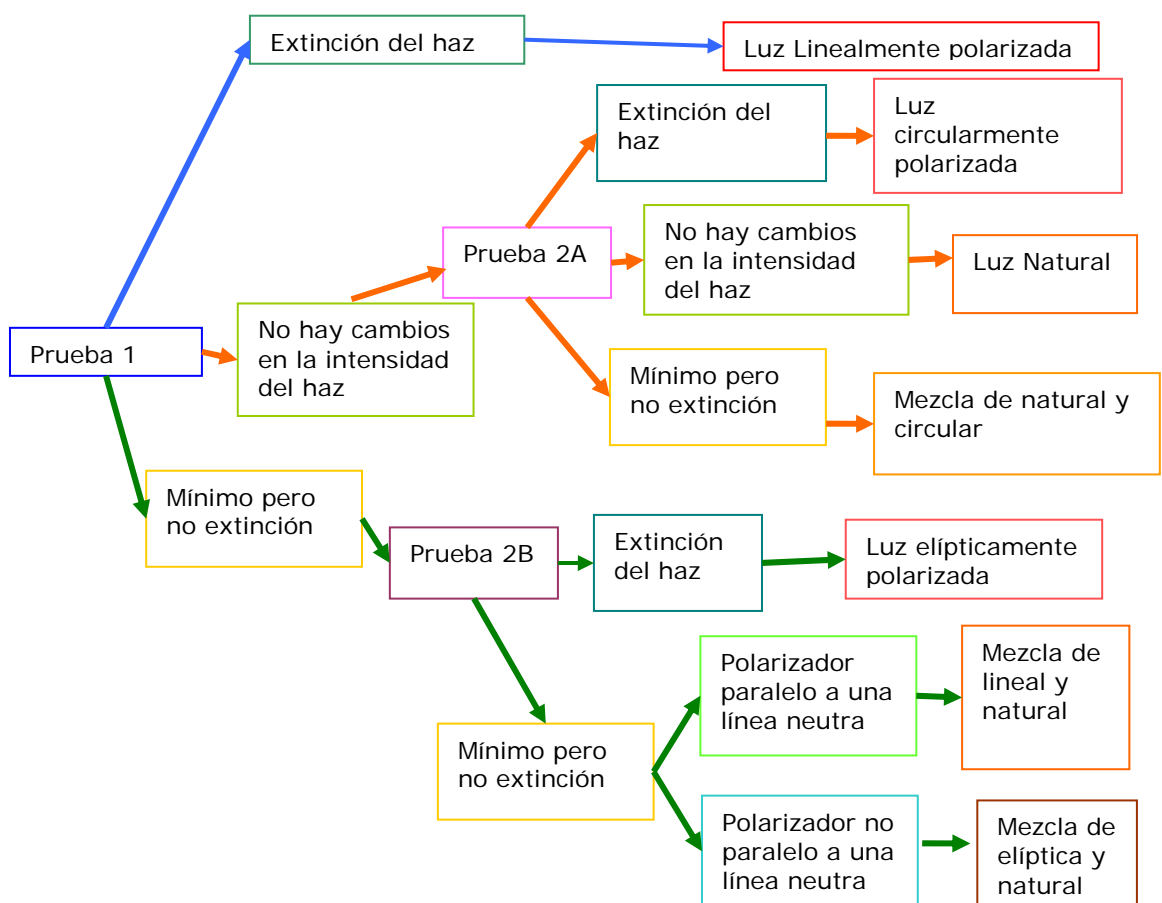 Extinción del haz
Luz Linealmente polarizada
Extinción del
haz
Luz
circularmente
polarizada
Prueba 2A
No hay cambios
en la intensidad
del haz
Luz Natural
Prueba 1
No hay cambios
en la intensidad
del haz
Mínimo pero
no extinción
Mezcla de natural y
circular
Mínimo pero
no extinción
Prueba 2B
Extinción
del haz
Luz elípticamente
polarizada
Mínimo pero
no extinción
Polarizador
paralelo a una
línea neutra
Mezcla de
lineal y
natural
Polarizador no
paralelo a una
línea neutra
Mezcla de
elíptica y
natural